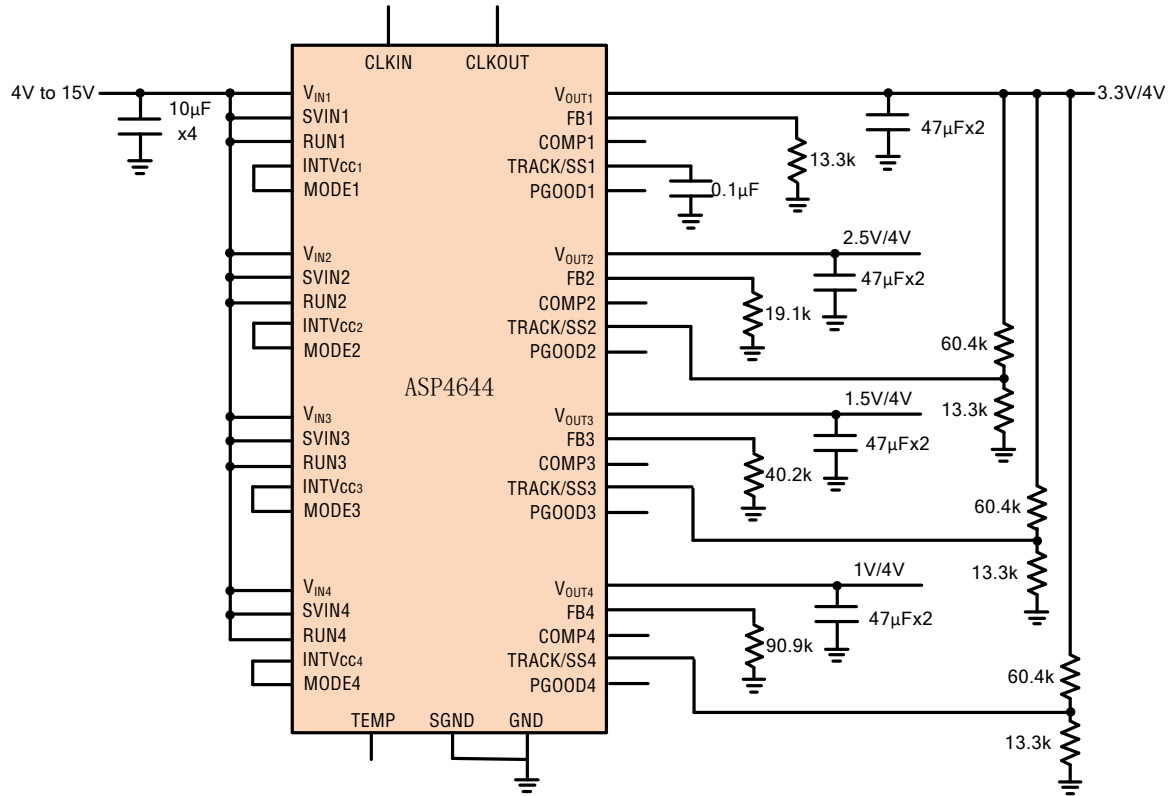 CLKIN
CLKOUT
4V to 15V
10µF
x4
VIN1
SVIN1
RUN1
INTVCC1
MODE1
VOUT1
FB1
COMP1
TRACK/SS1
PGOOD1
47µFx2
13.3k
0.1µF
3.3V/4V
VIN2
SVIN2
RUN2
INTVCC2
MODE2
VOUT2
FB2
COMP2
TRACK/SS2
PGOOD2
2.5V/4V
47µFx2
19.1k
60.4k
13.3k
ASP4644
VIN3
SVIN3
RUN3
INTVCC3
MODE3
VOUT3
FB3
COMP3
TRACK/SS3
PGOOD3
1.5V/4V
47µFx2
40.2k
60.4k
13.3k
VIN4
SVIN4
RUN4
INTVCC4
MODE4
VOUT4
FB4
COMP4
TRACK/SS4
PGOOD4
1V/4V
47µFx2
90.9k
60.4k
13.3k
TEMP
SGND
GND